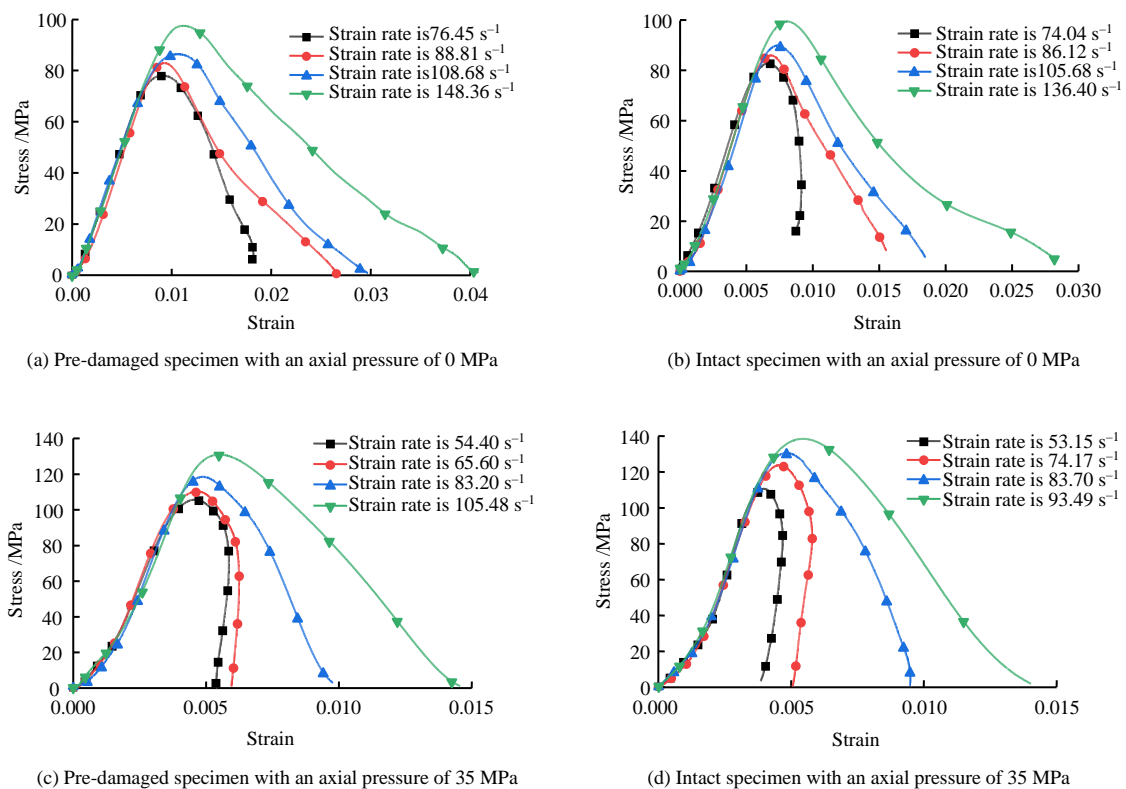 100
80
60
40
20
0
Stress /MPa
Strain rate is76.45 s⁻¹
Strain rate is 88.81 s⁻¹
Strain rate is108.68 s⁻¹
Strain rate is 148.36 s⁻¹
0.00 0.01 0.02 0.03 0.04
Strain
(a) Pre-damaged specimen with an axial pressure of 0 MPa
100
80
60
40
20
0
Stress /MPa
Strain rate is 74.04 s⁻¹
Strain rate is 86.12 s⁻¹
Strain rate is105.68 s⁻¹
Strain rate is 136.40 s⁻¹
0.000 0.005 0.010 0.015 0.020 0.025 0.030
Strain
(b) Intact specimen with an axial pressure of 0 MPa
140
120
100
80
60
40
20
0
Stress /MPa
Strain rate is 54.40 s⁻¹
Strain rate is 65.60 s⁻¹
Strain rate is 83.20 s⁻¹
Strain rate is 105.48 s⁻¹
0.000 0.005 0.010 0.015
Strain
(c) Pre-damaged specimen with an axial pressure of 35 MPa
140
120
100
80
60
40
20
0
Stress /MPa
Strain rate is 53.15 s⁻¹
Strain rate is 74.17 s⁻¹
Strain rate is 83.70 s⁻¹
Strain rate is 93.49 s⁻¹
0.000 0.005 0.010 0.015
Strain
(d) Intact specimen with an axial pressure of 35 MPa